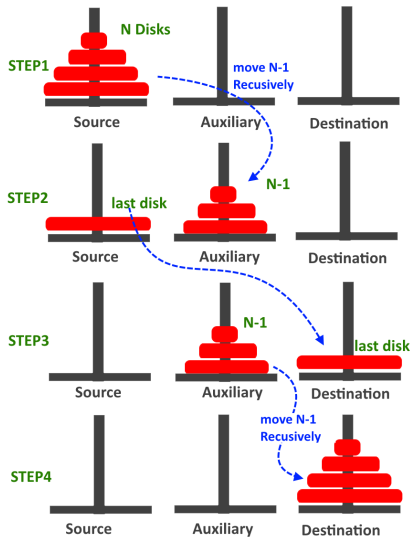 N Disks
STEP1
move N-1
Recusively
Source
Auxiliary
Destination
STEP2
last disk
N-1
Source
Auxiliary
Destination
STEP3
N-1
last disk
Source
Auxiliary
Destination
move N-1
Recusively
STEP4
Source
Auxiliary
Destination